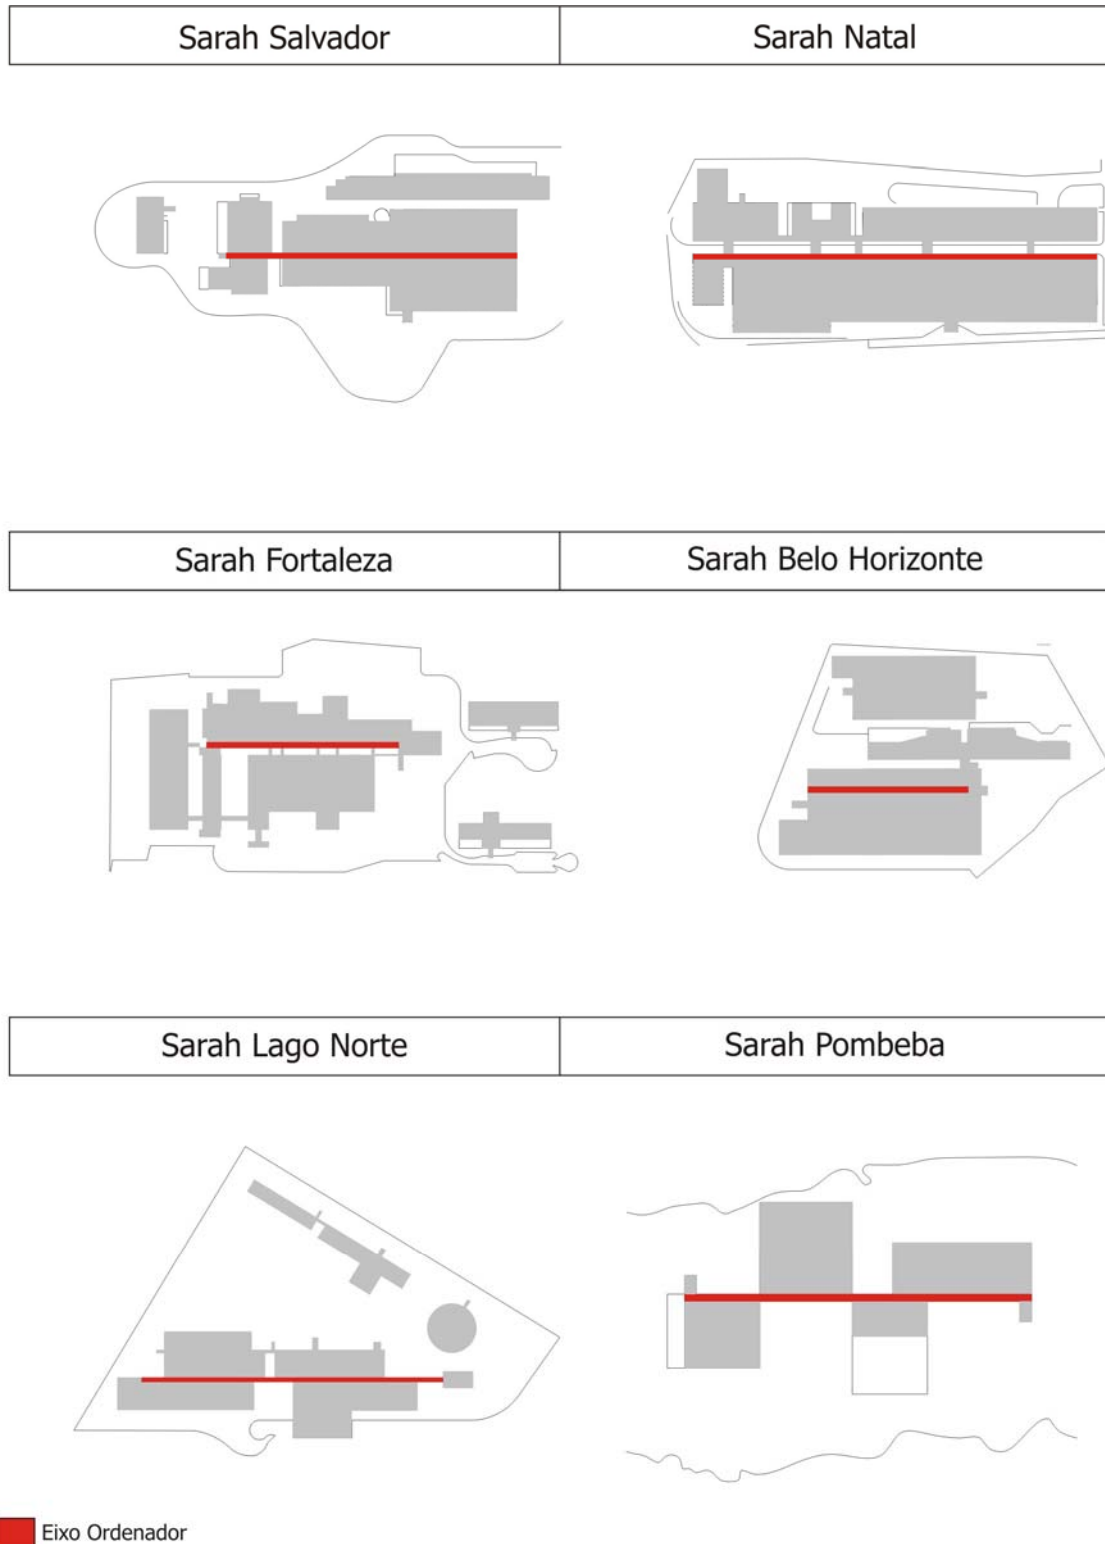 Sarah Salvador
Sarah Natal
Sarah Fortaleza
Sarah Belo Horizonte
Sarah Lago Norte
Sarah Pombeba
Eixo Ordenador